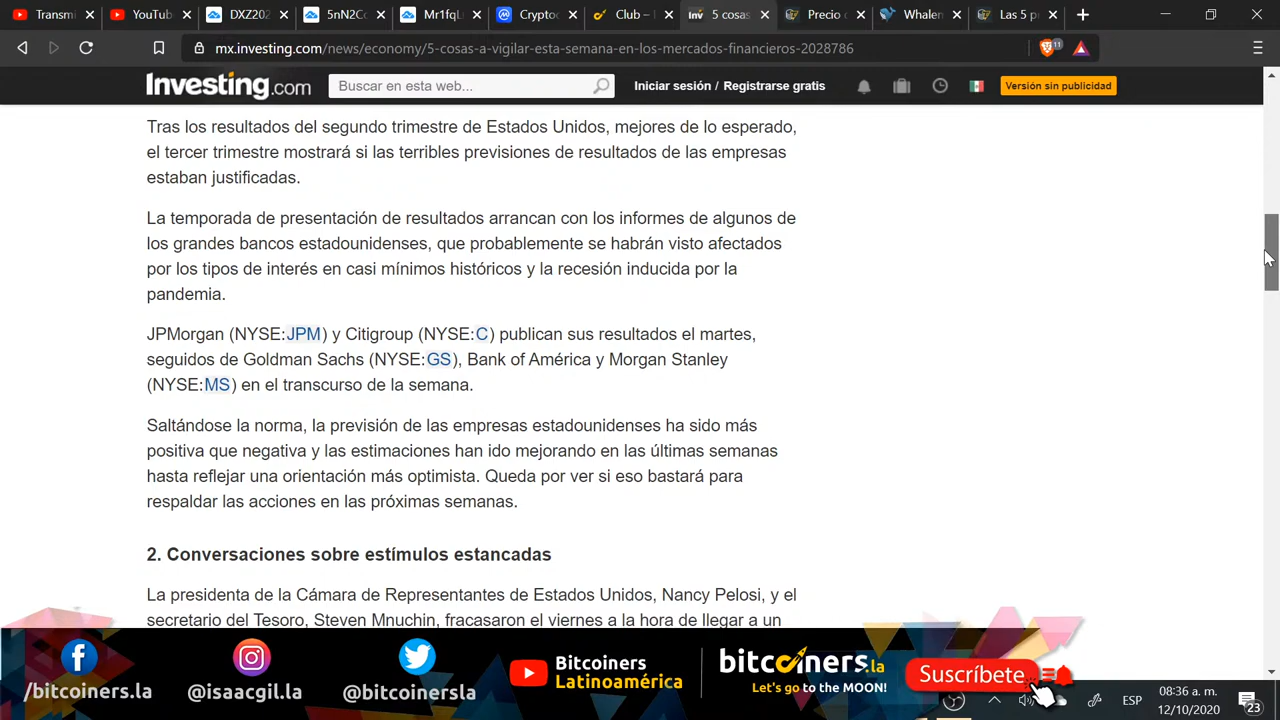 Transmi
YouTub
DXZ202
5nN2Co
Mr1fqL
Cryptoc
Club —
5 cosas
Precio d
Whalem
Las 5 p
mx.investing.com/news/economy/5-cosas-a-vigilar-esta-semana-en-los-mercados-financieros-2028786
11
Investing.com
Buscar en esta web...
Iniciar sesión / Registrarse gratis
Versión sin publicidad
Tras los resultados del segundo trimestre de Estados Unidos, mejores de lo esperado,
el tercer trimestre mostrará si las terribles previsiones de resultados de las empresas
estaban justificadas.
La temporada de presentación de resultados arrancan con los informes de algunos de
los grandes bancos estadounidenses, que probablemente se habrán visto afectados
por los tipos de interés en casi mínimos históricos y la recesión inducida por la
pandemia.
JPMorgan (NYSE:JPM) y Citigroup (NYSE:C) publican sus resultados el martes,
seguidos de Goldman Sachs (NYSE:GS), Bank of América y Morgan Stanley
(NYSE:MS) en el transcurso de la semana.
Saltándose la norma, la previsión de las empresas estadounidenses ha sido más
positiva que negativa y las estimaciones han ido mejorando en las últimas semanas
hasta reflejar una orientación más optimista. Queda por ver si eso bastará para
respaldar las acciones en las próximas semanas.
2. Conversaciones sobre estímulos estancadas
La presidenta de la Cámara de Representantes de Estados Unidos, Nancy Pelosi, y el
secretario del Tesoro, Steven Mnuchin, fracasaron el viernes a la hora de llegar a un
/bitcoiners.la
@isaacgil.la
@bitcoinersla
Bitcoiners
Latinoamérica
bitcoiners.la
Let's go to the MOON!
Suscríbete
ESP
08:36 a. m.
12/10/2020
23